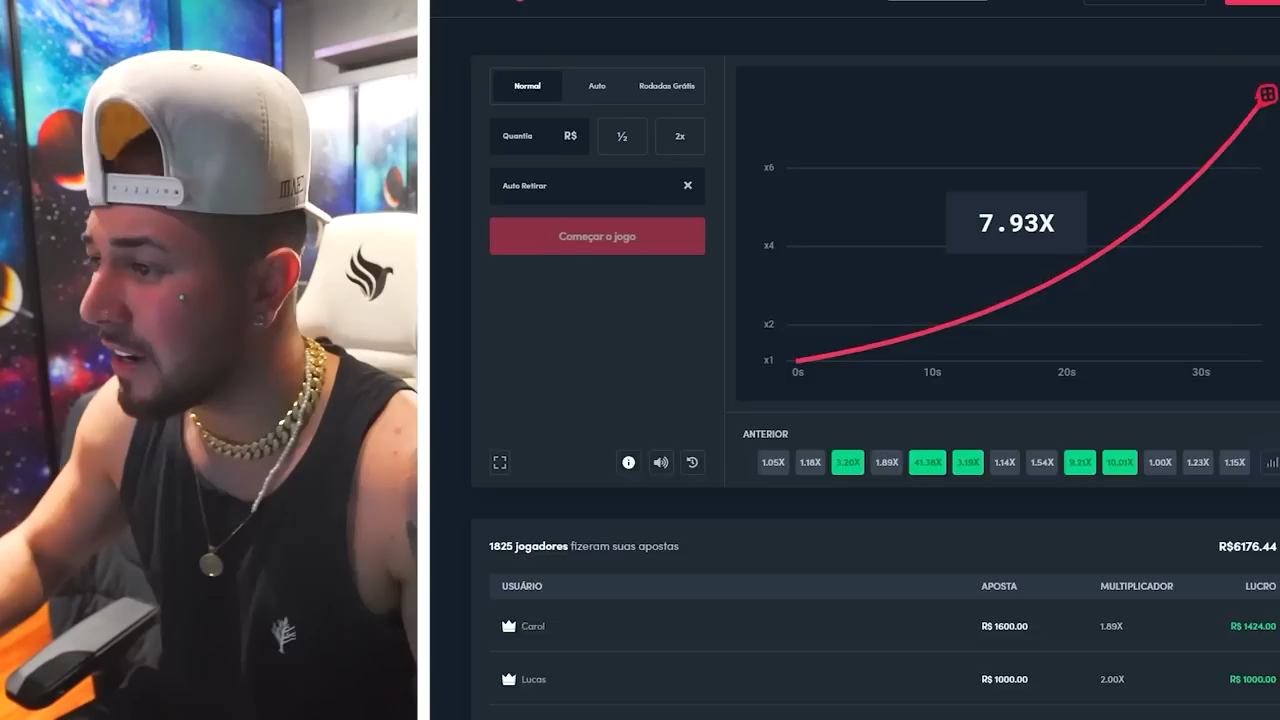 Normal Auto Rodadas Grátis
Quantia R$ ½ 2x
Auto Retirar
Começar o jogo
x6
x4
x2
x1
7.93X
0s 10s 20s 30s
ANTERIOR
1.05X 1.18X 3.20X 1.89X 41.38X 3.19X 1.14X 1.54X 9.21X 10.01X 1.00X 1.23X 1.15X
1825 jogadores fizeram suas apostas R$6176.44
USUÁRIO APOSTA MULTIPLICADOR LUCRO
Carol R$ 1600.00 1.89X R$ 1424.00
Lucas R$ 1000.00 2.00X R$ 1000.00